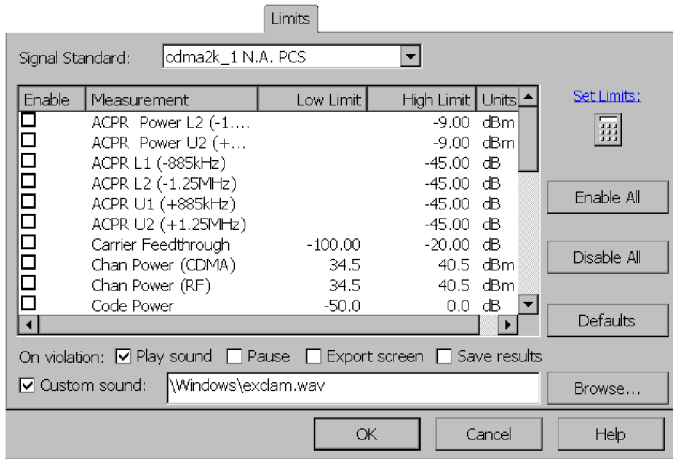 Limits
Signal Standard: cdma2k_1 N.A. PCS
Enable Measurement Low Limit High Limit Units
ACPR Power L2 (-1.... -9.00 dBm
ACPR Power U2 (+... -9.00 dBm
ACPR L1 (-885kHz) -45.00 dB
ACPR L2 (-1.25MHz) -45.00 dB
ACPR U1 (+885kHz) -45.00 dB
ACPR U2 (+1.25MHz) -45.00 dB
Carrier Feedthrough -100.00 -20.00 dB
Chan Power (CDMA) 34.5 40.5 dBm
Chan Power (RF) 34.5 40.5 dBm
Code Power -50.0 0.0 dB
Set Limits:
Enable All
Disable All
Defaults
On violation: Play sound Pause Export screen Save results
Custom sound: \Windows\exclam.wav Browse...
OK Cancel Help